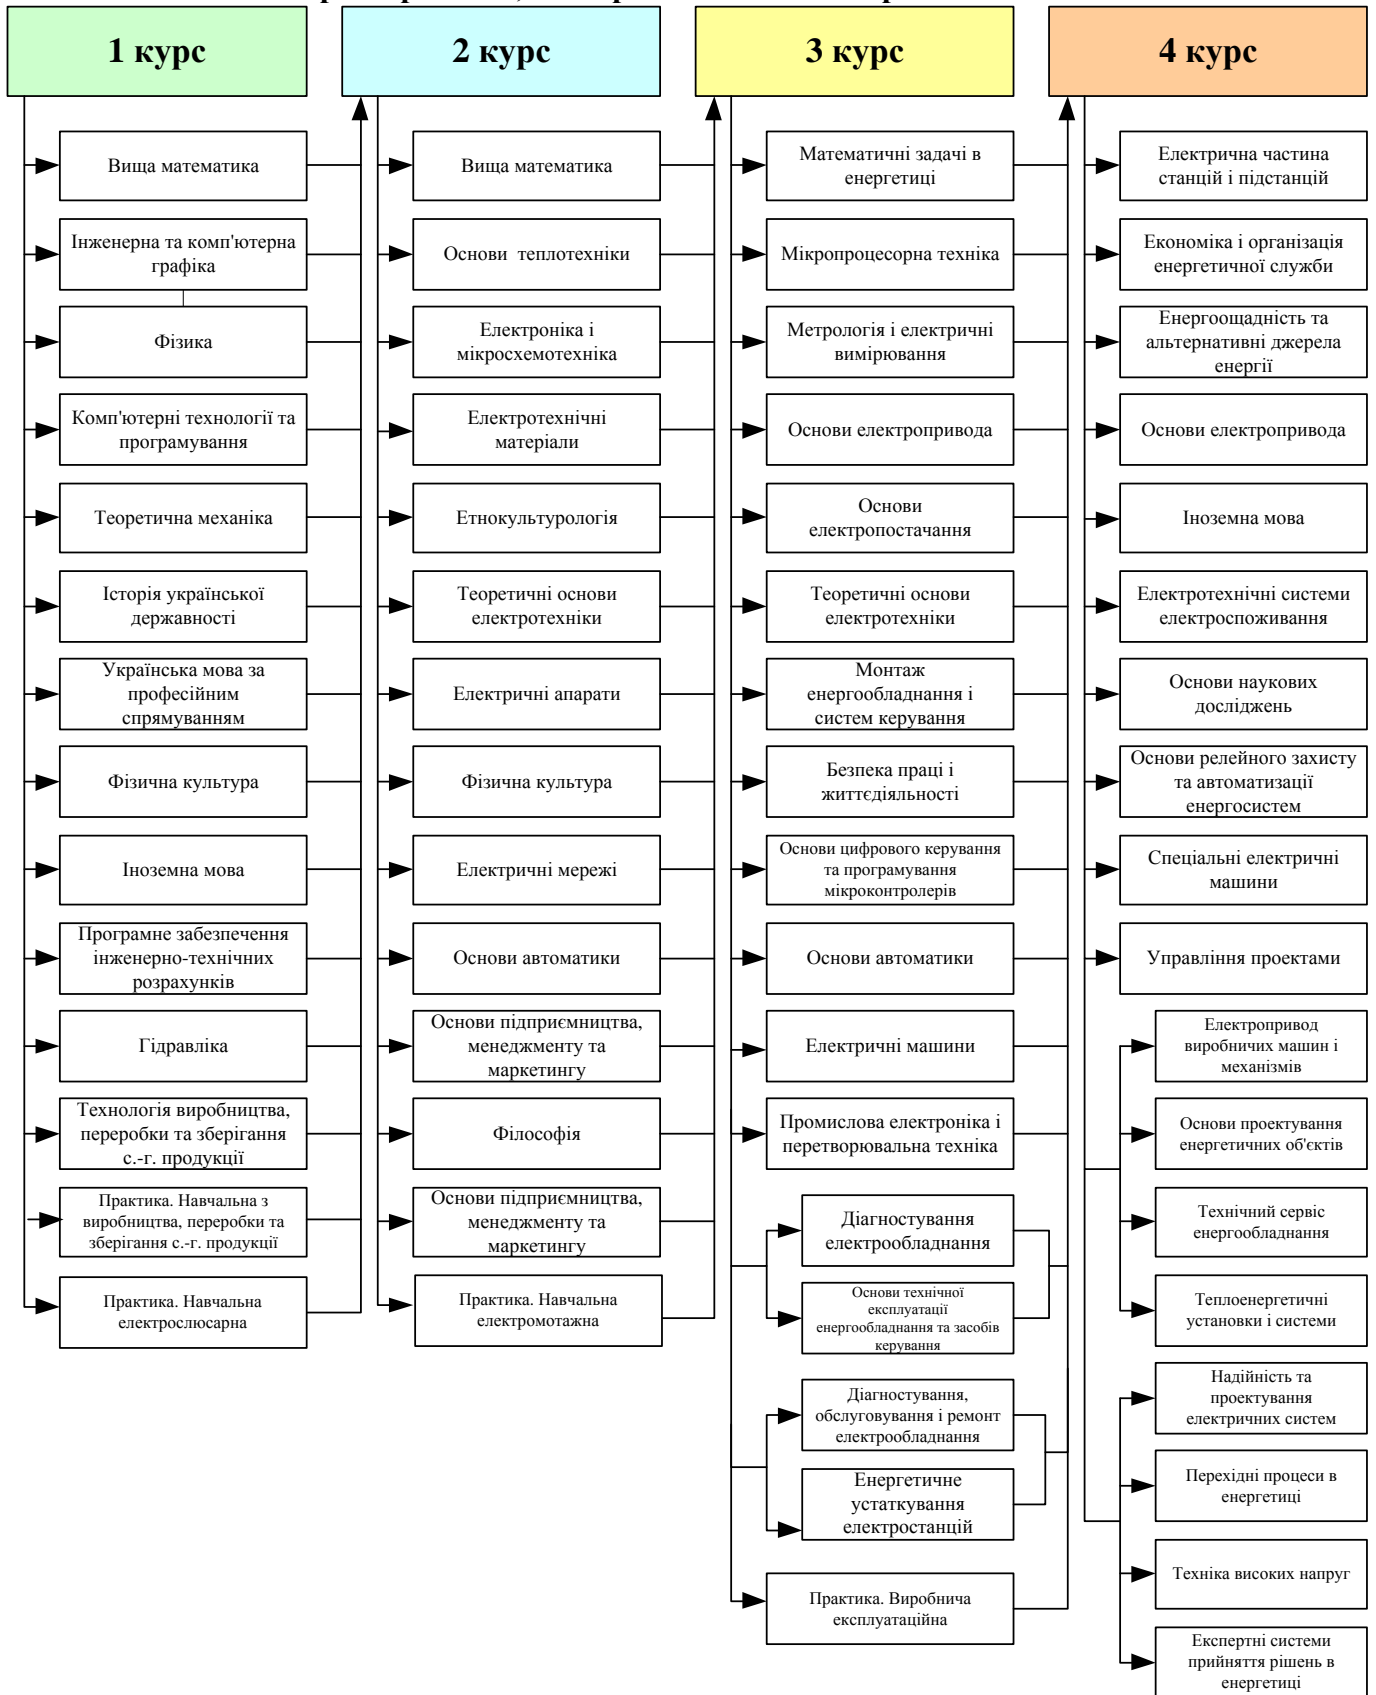 1 курс
Вища математика
Інженерна та комп'ютерна
графіка
Фізика
Комп'ютерні технології та
програмування
Теоретична механіка
Історія української
державності
Українська мова за
професійним
спрямуванням
Фізична культура
Іноземна мова
Програмне забезпечення
інженерно-технічних
розрахунків
Гідравліка
Технологія виробництва,
переробки та зберігання
с.-г. продукції
Практика. Навчальна з
виробництва, переробки та
зберігання с.-г. продукції
Практика. Навчальна
електрослюсарна
2 курс
Вища математика
Основи теплотехніки
Електроніка і
мікросхемотехніка
Електротехнічні
матеріали
Етнокультурологія
Теоретичні основи
електротехніки
Електричні апарати
Фізична культура
Електричні мережі
Основи автоматики
Основи підприємництва,
менеджменту та
маркетингу
Філософія
Основи підприємництва,
менеджменту та
маркетингу
Практика. Навчальна
електромотажна
3 курс
Математичні задачі в
енергетиці
Мікропроцесорна техніка
Метрологія і електричні
вимірювання
Основи електропривода
Основи
електропостачання
Теоретичні основи
електротехніки
Монтаж
енергообладнання і
систем керування
Безпека праці і
життєдіяльності
Основи цифрового керування
та програмування
мікроконтролерів
Основи автоматики
Електричні машини
Промислова електроніка і
перетворювальна техніка
Діагностування
електрообладнання
Основи технічної
експлуатації
енергообладнання та засобів
керування
Діагностування,
обслуговування і ремонт
електрообладнання
Енергетичне
устаткування
електростанцій
Практика. Виробнича
експлуатаційна
4 курс
Електрична частина
станцій і підстанцій
Економіка і організація
енергетичної служби
Енергоощадність та
альтернативні джерела
енергії
Основи електропривода
Іноземна мова
Електротехнічні системи
електроспоживання
Основи наукових
досліджень
Основи релейного захисту
та автоматизації
енергосистем
Спеціальні електричні
машини
Управління проектами
Електропривод
виробничих машин і
механізмів
Основи проектування
енергетичних об'єктів
Технічний сервіс
енергообладнання
Теплоенергетичні
установки і системи
Надійність та
проектування
електричних систем
Перехідні процеси в
енергетиці
Техніка високих напруг
Експертні системи
прийняття рішень в
енергетиці